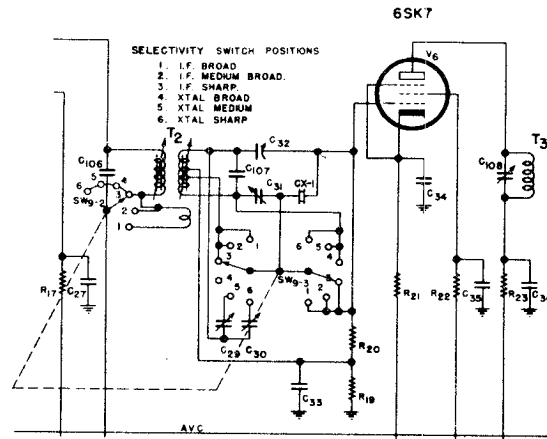 6SK7
SELECTIVITY SWITCH POSITIONS
1. I.F. BROAD
2. I.F. MEDIUM BROAD.
3. I.F. SHARP.
4. XTAL BROAD
5. XTAL MEDIUM
6. XTAL SHARP
V6
T2
T3
C106
C32
C107
C31
CX-1
C108
C34
5
4
6
3
SW9-2
2
1
2
1
6
5
3
4
4
SW9-3
3
5
6
1
2
R17
C27
C29
C30
R21
R22
C35
R23
C3
R20
C33
R19
AVC